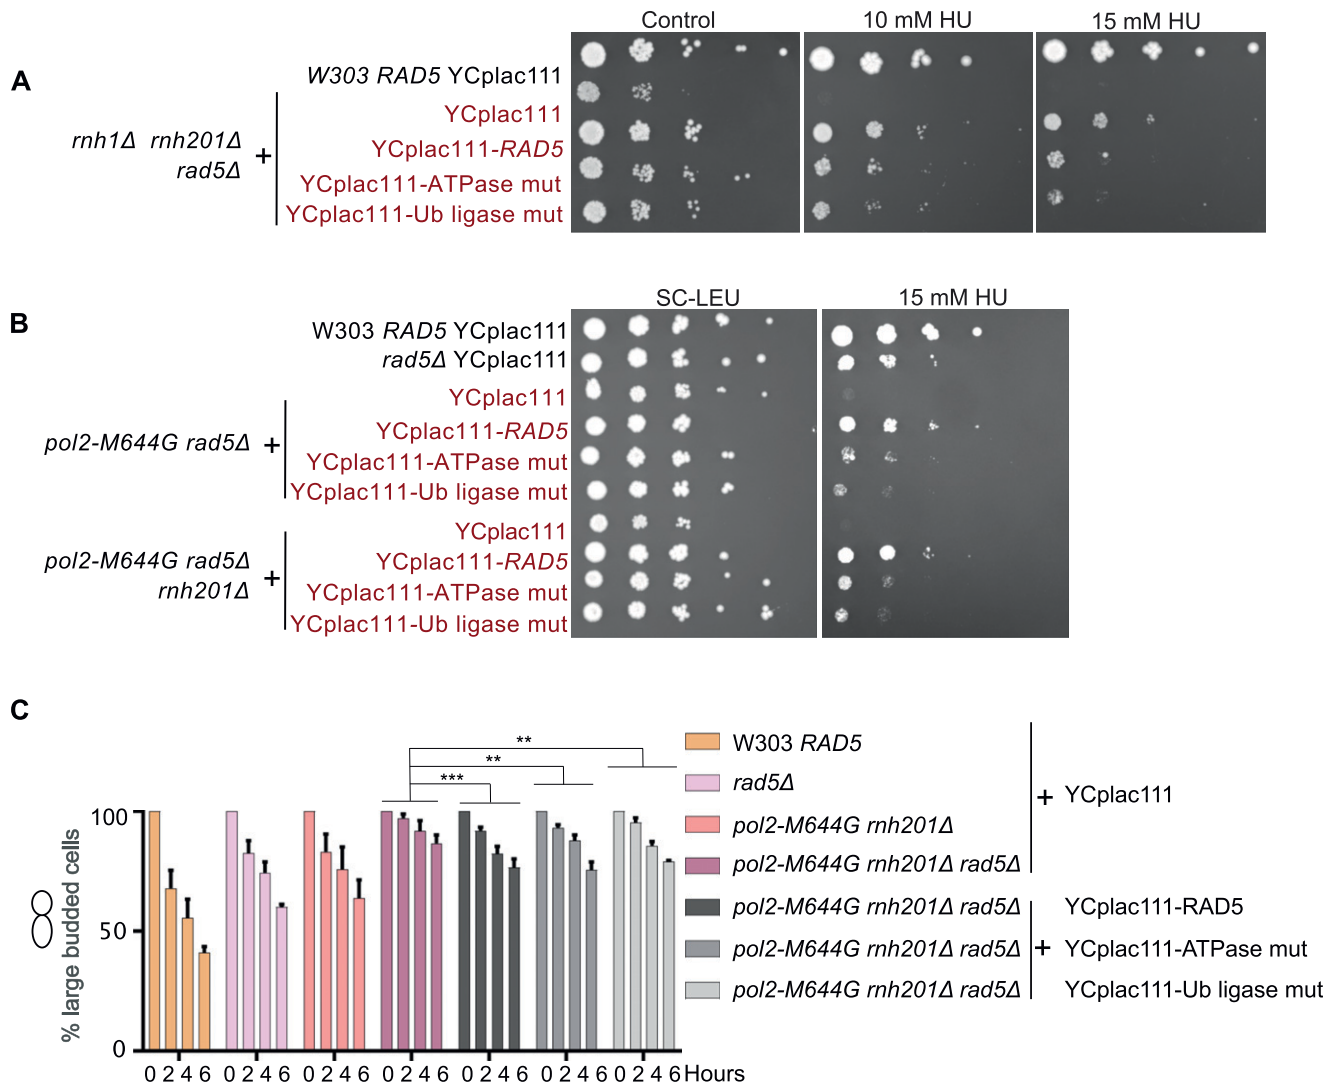 Control 10 mM HU 15 mM HU
A
W303 RAD5 YCplac111
YCplac111
rnh1Δ rnh201Δ
rad5Δ
+
YCplac111-RAD5
YCplac111-ATPase mut
YCplac111-Ub ligase mut
SC-LEU 15 mM HU
B
W303 RAD5 YCplac111
rad5Δ YCplac111
YCplac111
pol2-M644G rad5Δ +
YCplac111-RAD5
YCplac111-ATPase mut
YCplac111-Ub ligase mut
YCplac111
pol2-M644G rad5Δ
rnh201Δ +
YCplac111-RAD5
YCplac111-ATPase mut
YCplac111-Ub ligase mut
C
% large budded cells
100
50
0
**
**
***
0 2 4 6 0 2 4 6 0 2 4 6 0 2 4 6 0 2 4 6 0 2 4 6 0 2 4 6 Hours
W303 RAD5
rad5Δ
pol2-M644G rnh201Δ
pol2-M644G rnh201Δ rad5Δ
+ YCplac111
pol2-M644G rnh201Δ rad5Δ YCplac111-RAD5
pol2-M644G rnh201Δ rad5Δ + YCplac111-ATPase mut
pol2-M644G rnh201Δ rad5Δ YCplac111-Ub ligase mut